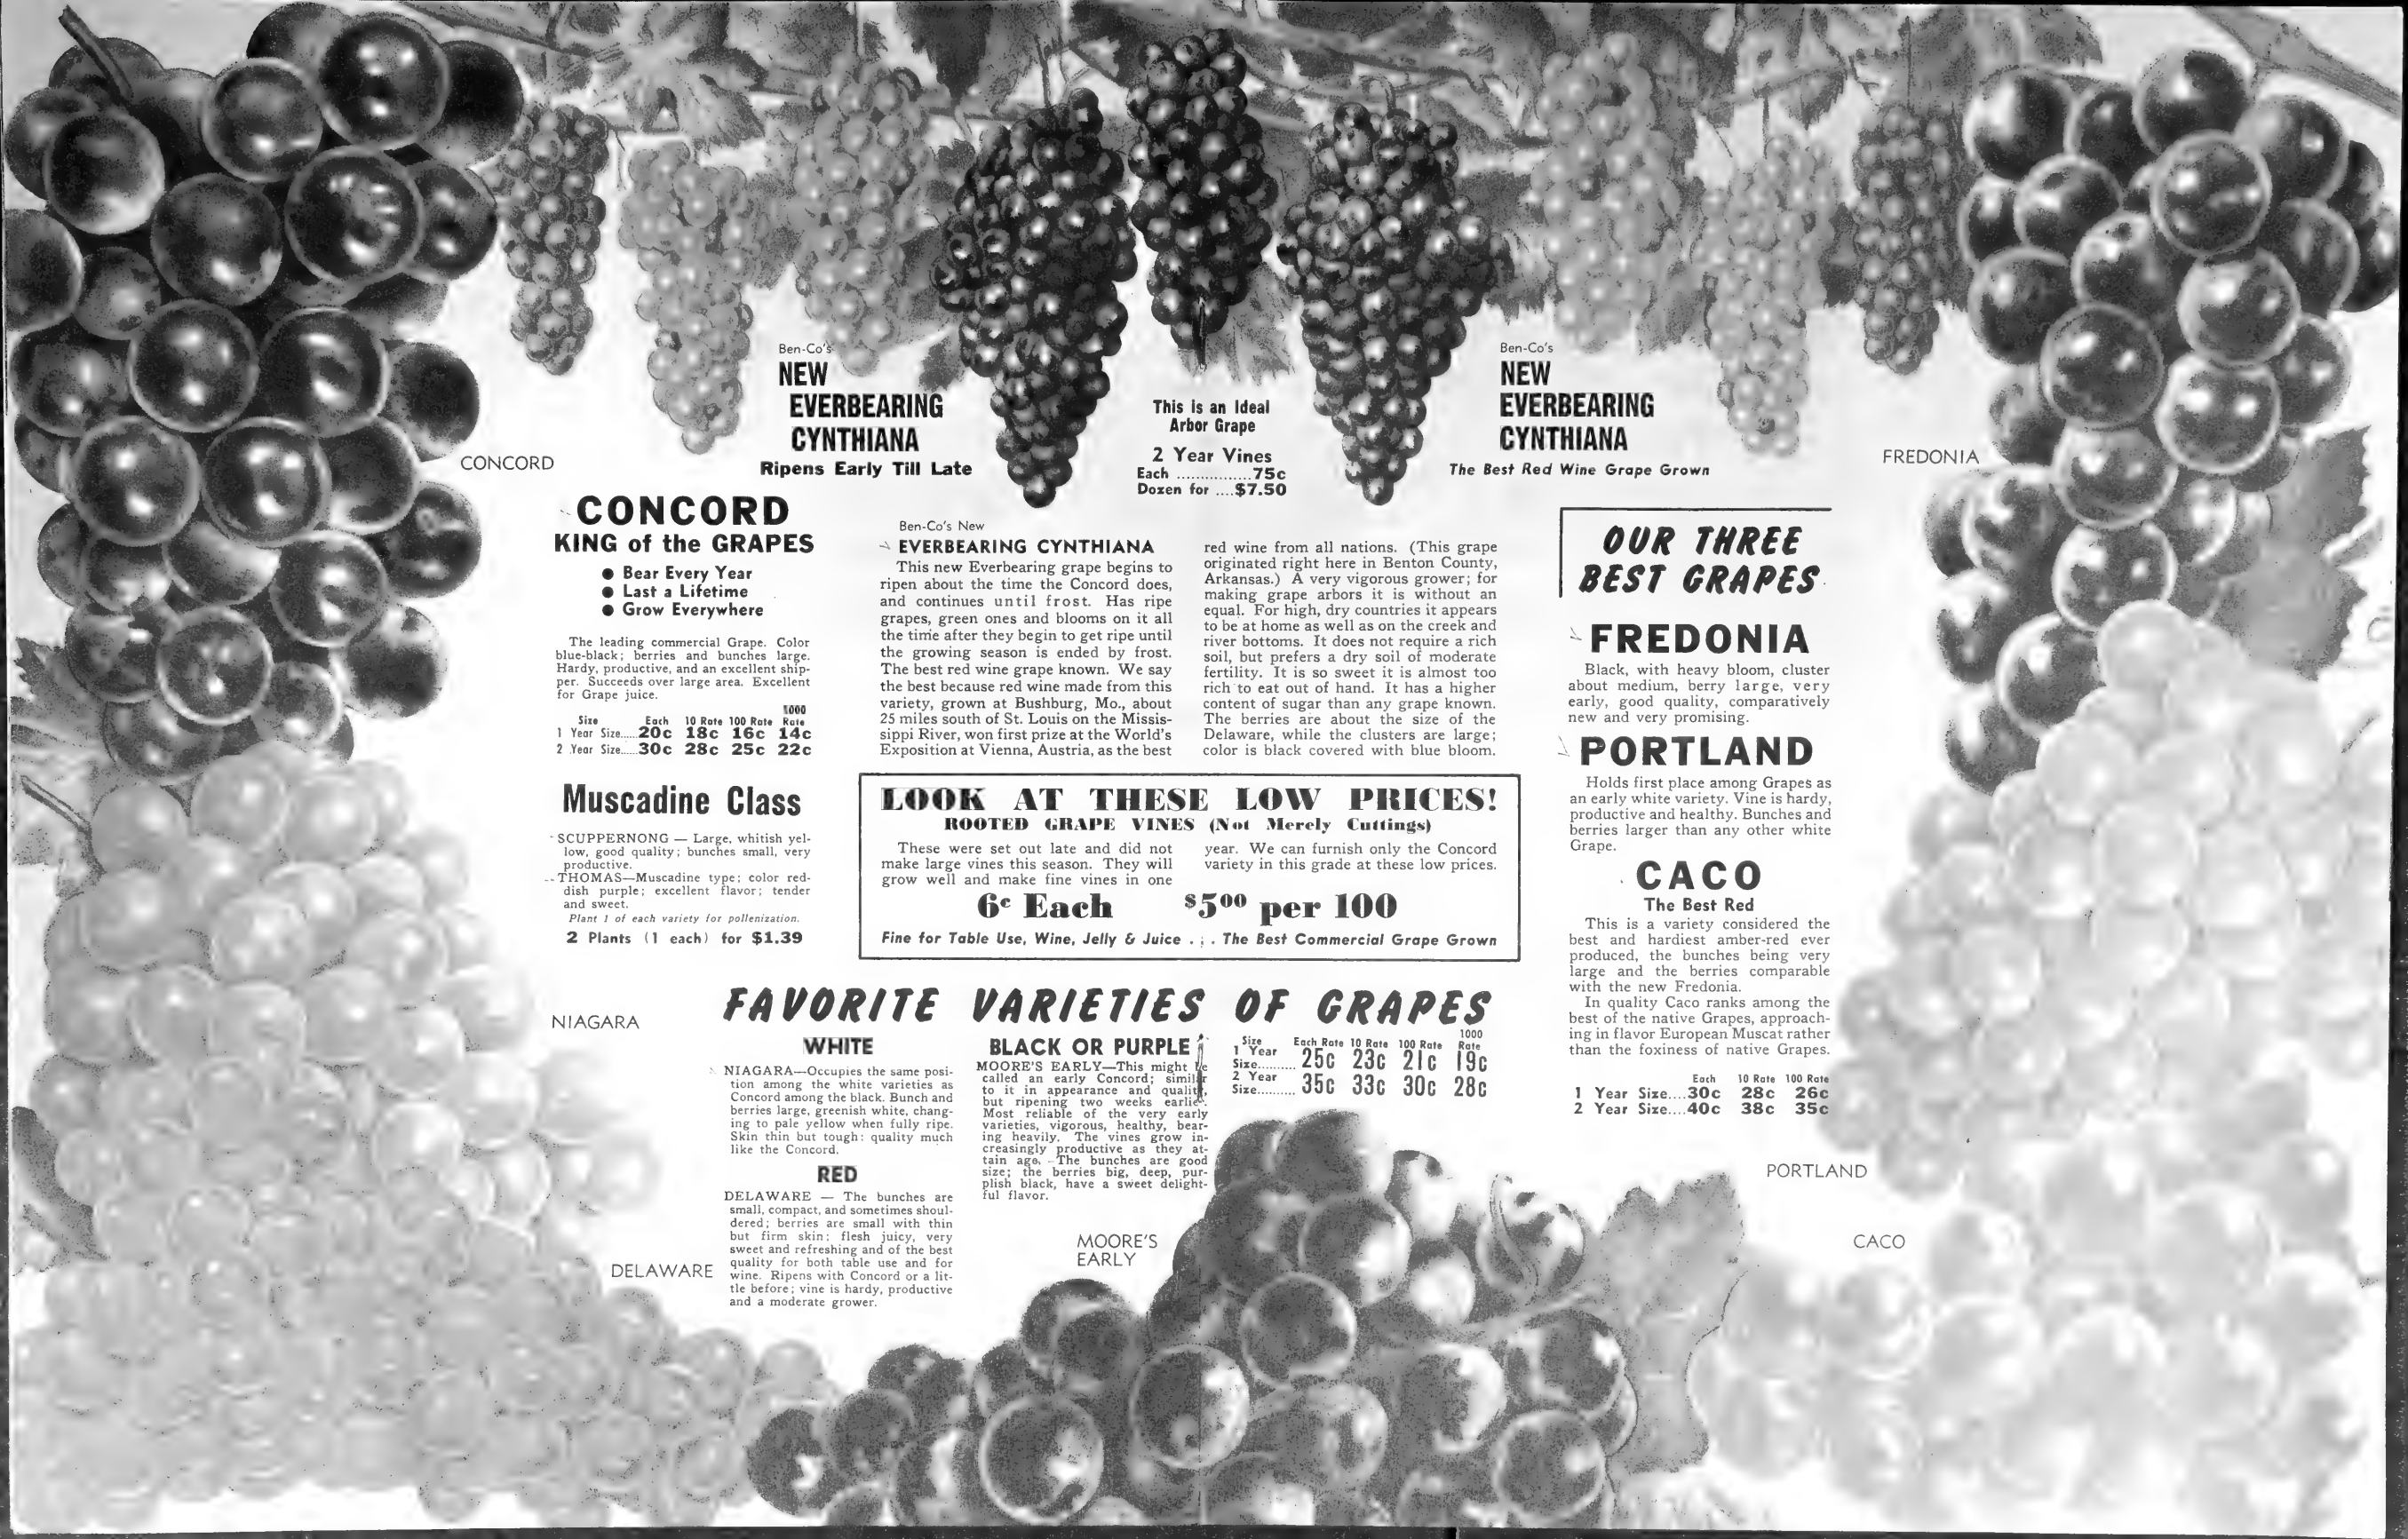 Ben-Co's
NEW
EVERBEARING
CYNTHIANA
Ripens Early Till Late
This is an Ideal
Arbor Grape
2 Year Vines
Each ................75c
Dozen for ....$7.50
Ben-Co's
NEW
EVERBEARING
CYNTHIANA
The Best Red Wine Grape Grown
CONCORD
FREDONIA
CONCORD
KING of the GRAPES
● Bear Every Year
● Last a Lifetime
● Grow Everywhere
The leading commercial Grape. Color
blue-black; berries and bunches large.
Hardy, productive, and an excellent ship-
per. Succeeds over large area. Excellent
for Grape juice.
Size Each 10 Rate 100 Rate 1000 Rate
1 Year Size.....20c 18c 16c 14c
2 Year Size.....30c 28c 25c 22c
Muscadine Class
SCUPPERNONG — Large, whitish yel-
low, good quality; bunches small, very
productive.
THOMAS—Muscadine type; color red-
dish purple; excellent flavor; tender
and sweet.
Plant 1 of each variety for pollenization.
2 Plants (1 each) for $1.39
Ben-Co's New
EVERBEARING CYNTHIANA
This new Everbearing grape begins to
ripen about the time the Concord does,
and continues until frost. Has ripe
grapes, green ones and blooms on it all
the time after they begin to get ripe until
the growing season is ended by frost.
The best red wine grape known. We say
the best because red wine made from this
variety, grown at Bushburg, Mo., about
25 miles south of St. Louis on the Missis-
sippi River, won first prize at the World's
Exposition at Vienna, Austria, as the best
red wine from all nations. (This grape
originated right here in Benton County,
Arkansas.) A very vigorous grower; for
making grape arbors it is without an
equal. For high, dry countries it appears
to be at home as well as on the creek and
river bottoms. It does not require a rich
soil, but prefers a dry soil of moderate
fertility. It is so sweet it is almost too
rich to eat out of hand. It has a higher
content of sugar than any grape known.
The berries are about the size of the
Delaware, while the clusters are large;
color is black covered with blue bloom.
LOOK AT THESE LOW PRICES!
ROOTED GRAPE VINES (Not Merely Cuttings)
These were set out late and did not
make large vines this season. They will
grow well and make fine vines in one
year. We can furnish only the Concord
variety in this grade at these low prices.
6c Each $5.00 per 100
Fine for Table Use, Wine, Jelly & Juice . . . The Best Commercial Grape Grown
OUR THREE
BEST GRAPES
FREDONIA
Black, with heavy bloom, cluster
about medium, berry large, very
early, good quality, comparatively
new and very promising.
PORTLAND
Holds first place among Grapes as
an early white variety. Vine is hardy,
productive and healthy. Bunches and
berries larger than any other white
Grape.
CACO
The Best Red
This is a variety considered the
best and hardiest amber-red ever
produced, the bunches being very
large and the berries comparable
with the new Fredonia.
In quality Caco ranks among the
best of the native Grapes, approach-
ing in flavor European Muscat rather
than the foxiness of native Grapes.
Each 10 Rate 100 Rate
1 Year Size....30c 28c 26c
2 Year Size....40c 38c 35c
NIAGARA
FAVORITE VARIETIES OF GRAPES
WHITE
NIAGARA—Occupies the same posi-
tion among the white varieties as
Concord among the black. Bunch and
berries large, greenish white, chang-
ing to pale yellow when fully ripe.
Skin thin but tough: quality much
like the Concord.
RED
DELAWARE — The bunches are
small, compact, and sometimes shoul-
dered; berries are small with thin
but firm skin; flesh juicy, very
sweet and refreshing and of the best
quality for both table use and for
wine. Ripens with Concord or a lit-
tle before; vine is hardy, productive
and a moderate grower.
BLACK OR PURPLE
MOORE'S EARLY—This might be
called an early Concord; similar
to it in appearance and quality,
but ripening two weeks earlier.
Most reliable of the very early
varieties, vigorous, healthy, bear-
ing heavily. The vines grow in-
creasingly productive as they at-
tain age. The bunches are good
size; the berries big, deep, pur-
plish black, have a sweet delight-
ful flavor.
Size Each Rate 10 Rate 100 Rate 1000 Rate
1 Year Size.......... 25c 23c 21c 19c
2 Year Size.......... 35c 33c 30c 28c
DELAWARE
MOORE'S
EARLY
PORTLAND
CACO